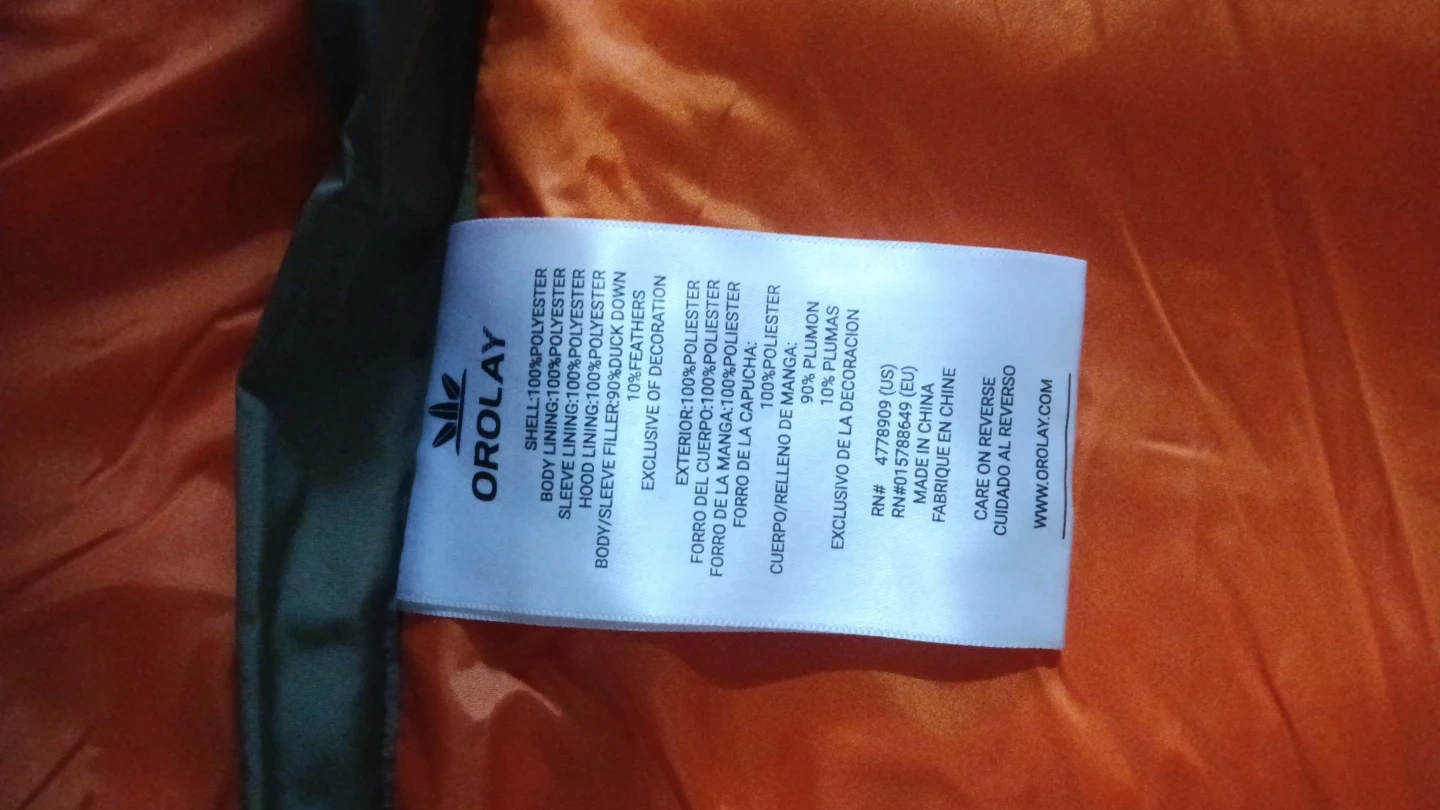 OROLAY
SHELL:100%POLYESTER
BODY LINING:100%POLYESTER
SLEEVE LINING:100%POLYESTER
HOOD LINING:100%POLYESTER
BODY/SLEEVE FILLER:90%DUCK DOWN
10%FEATHERS
EXCLUSIVE OF DECORATION
EXTERIOR:100%POLIESTER
FORRO DEL CUERPO:100%POLIESTER
FORRO DE LA MANGA:100%POLIESTER
FORRO DE LA CAPUCHA:
100%POLIESTER
CUERPO/RELLENO DE MANGA:
90% PLUMON
10% PLUMAS
EXCLUSIVO DE LA DECORACION
RN# 4778909 (US)
RN#015788649 (EU)
MADE IN CHINA
FABRIQUE EN CHINE
CARE ON REVERSE
CUIDADO AL REVERSO
WWW.OROLAY.COM